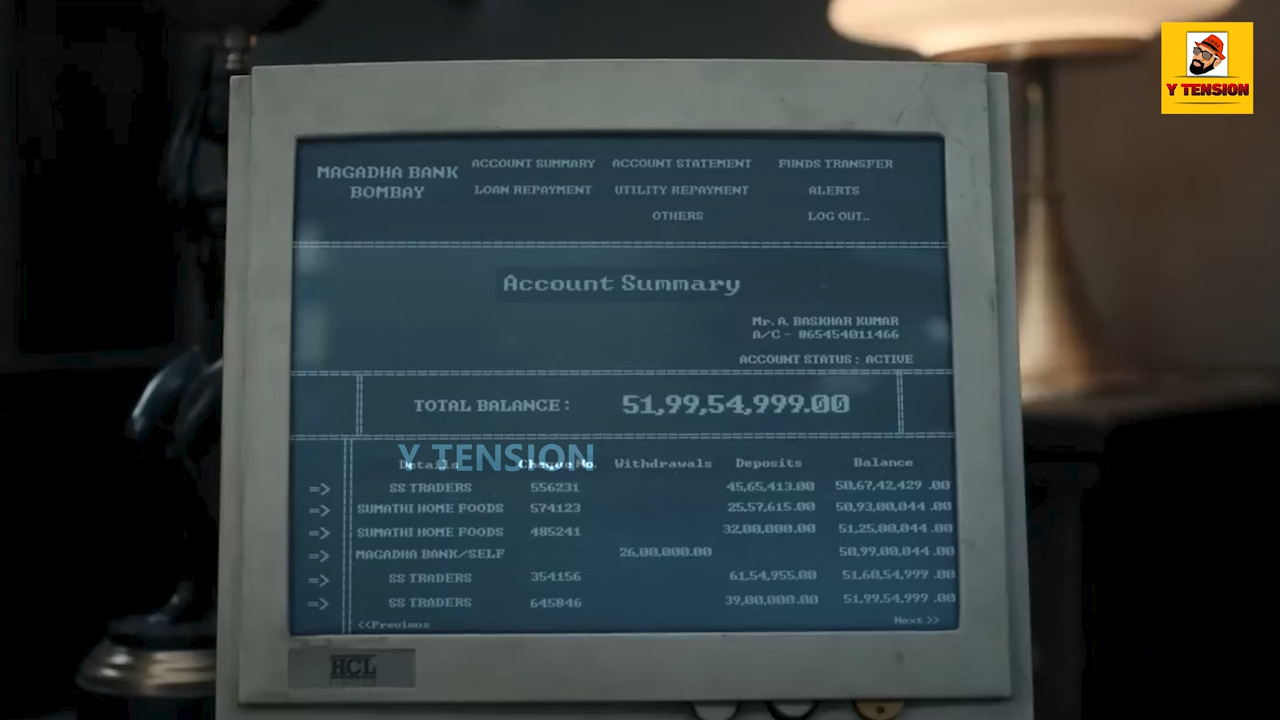 Y TENSION
MAGADHA BANK
BOMBAY
ACCOUNT SUMMARY ACCOUNT STATEMENT FUNDS TRANSFER
LOAN REPAYMENT UTILITY REPAYMENT ALERTS
OTHERS LOG OUT..
Account Summary
Mr. A. BASKHAR KUMAR
A/C - 865454011466
ACCOUNT STATUS : ACTIVE
TOTAL BALANCE : 51,99,54,999.00
Y TENSION
Details Cheque No. Withdrawals Deposits Balance
=> SS TRADERS 556231 45,65,413.00 50,67,42,429 .00
=> SUMATHI HOME FOODS 574123 25,57,615.00 50,93,00,044 .00
=> SUMATHI HOME FOODS 485241 32,00,000.00 51,25,00,044.00
=> MAGADHA BANK/SELF 26,00,000.00 50,99,00,044.00
=> SS TRADERS 354156 61,54,955.00 51,60,54,999 .00
=> SS TRADERS 645846 39,00,000.00 51,99,54,999 .00
<<Previous Next >>
HCL